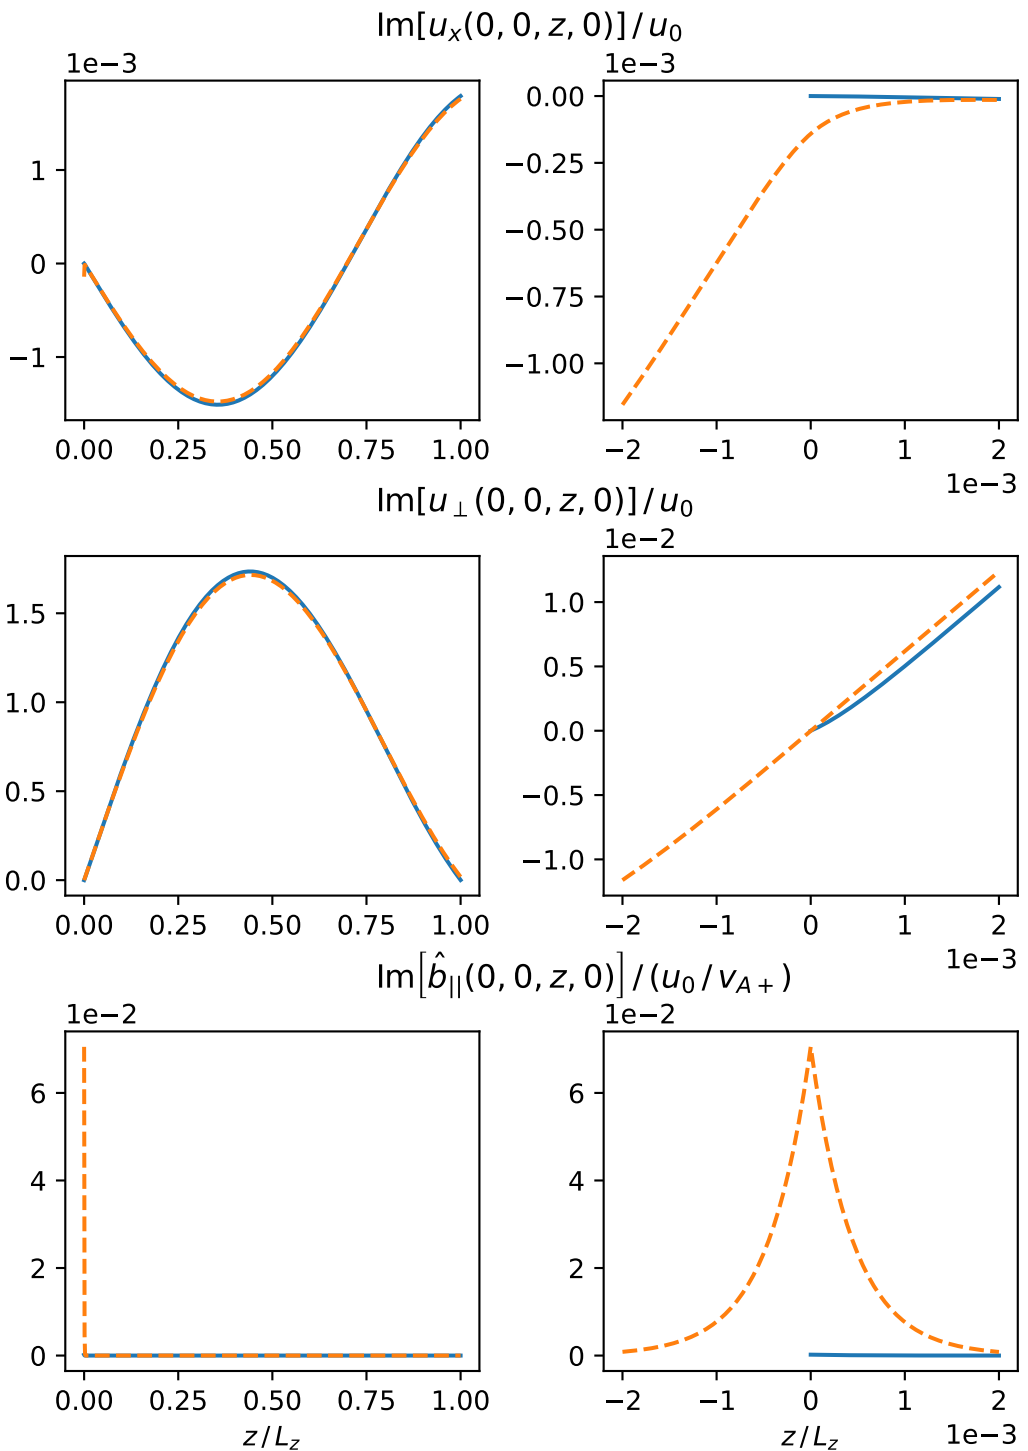 Im[u_x(0, 0, z, 0)] / u_0
1e−3
1e−3
1
0
−1
0.00
−0.25
−0.50
−0.75
−1.00
0.00 0.25 0.50 0.75 1.00
−2 −1 0 1 2
1e−3
Im[u_⊥(0, 0, z, 0)] / u_0
1e−2
1.5
1.0
0.5
0.0
1.0
0.5
0.0
−0.5
−1.0
0.00 0.25 0.50 0.75 1.00
−2 −1 0 1 2
1e−3
Im[b̂_||(0, 0, z, 0)] / (u_0 / v_{A+})
1e−2
1e−2
6
4
2
0
6
4
2
0
0.00 0.25 0.50 0.75 1.00
−2 −1 0 1 2
1e−3
z / L_z
z / L_z